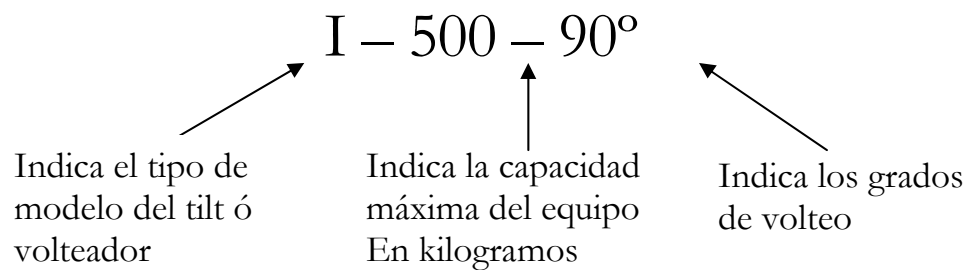 I – 500 – 90º
Indica el tipo de
modelo del tilt ó
volteador
Indica la capacidad
máxima del equipo
En kilogramos
Indica los grados
de volteo